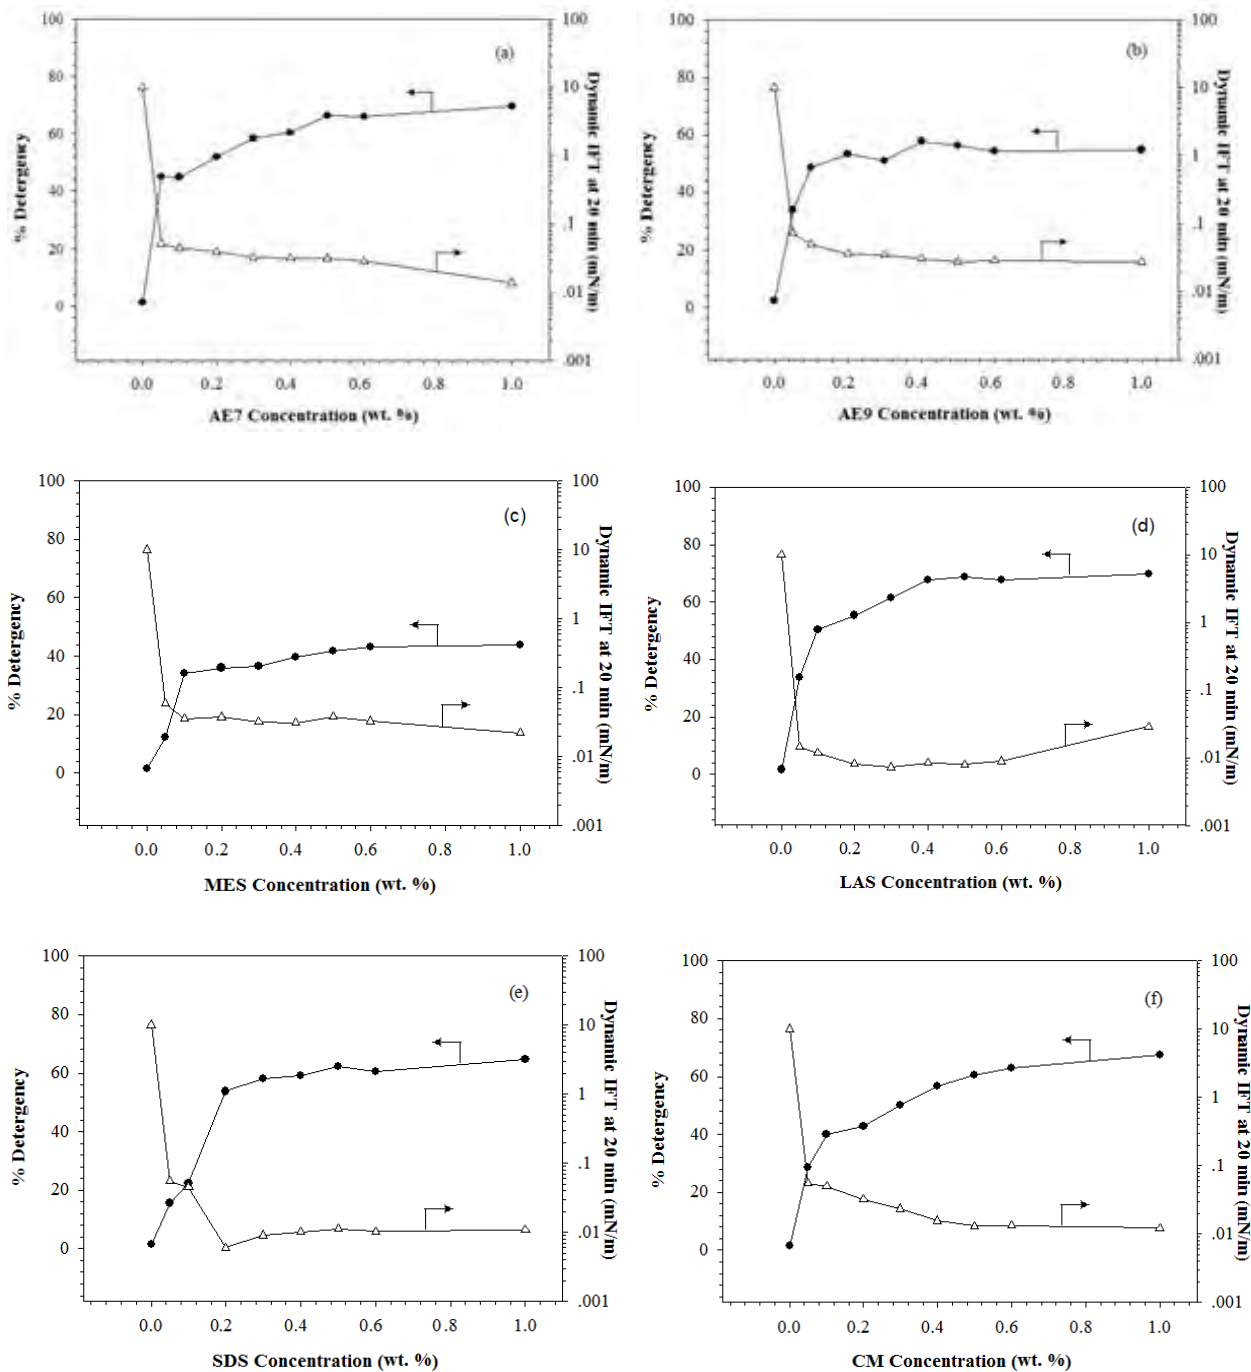 (a)
100
80
60
40
20
0
% Detergency
100
10
1
.1
.01
.001
Dynamic IFT at 20 min (mN/m)
0.0 0.2 0.4 0.6 0.8 1.0
AE7 Concentration (wt. %)
(b)
100
80
60
40
20
0
% Detergency
100
10
1
.1
.01
.001
Dynamic IFT at 20 min (mN/m)
0.0 0.2 0.4 0.6 0.8 1.0
AE9 Concentration (wt. %)
(c)
100
80
60
40
20
0
% Detergency
100
10
1
.1
.01
.001
Dynamic IFT at 20 min (mN/m)
0.0 0.2 0.4 0.6 0.8 1.0
MES Concentration (wt. %)
(d)
100
80
60
40
20
0
% Detergency
100
10
1
.1
.01
.001
Dynamic IFT at 20 min (mN/m)
0.0 0.2 0.4 0.6 0.8 1.0
LAS Concentration (wt. %)
(e)
100
80
60
40
20
0
% Detergency
100
10
1
.1
.01
.001
Dynamic IFT at 20 min (mN/m)
0.0 0.2 0.4 0.6 0.8 1.0
SDS Concentration (wt. %)
(f)
100
80
60
40
20
0
% Detergency
100
10
1
.1
.01
.001
Dynamic IFT at 20 min (mN/m)
0.0 0.2 0.4 0.6 0.8 1.0
CM Concentration (wt. %)